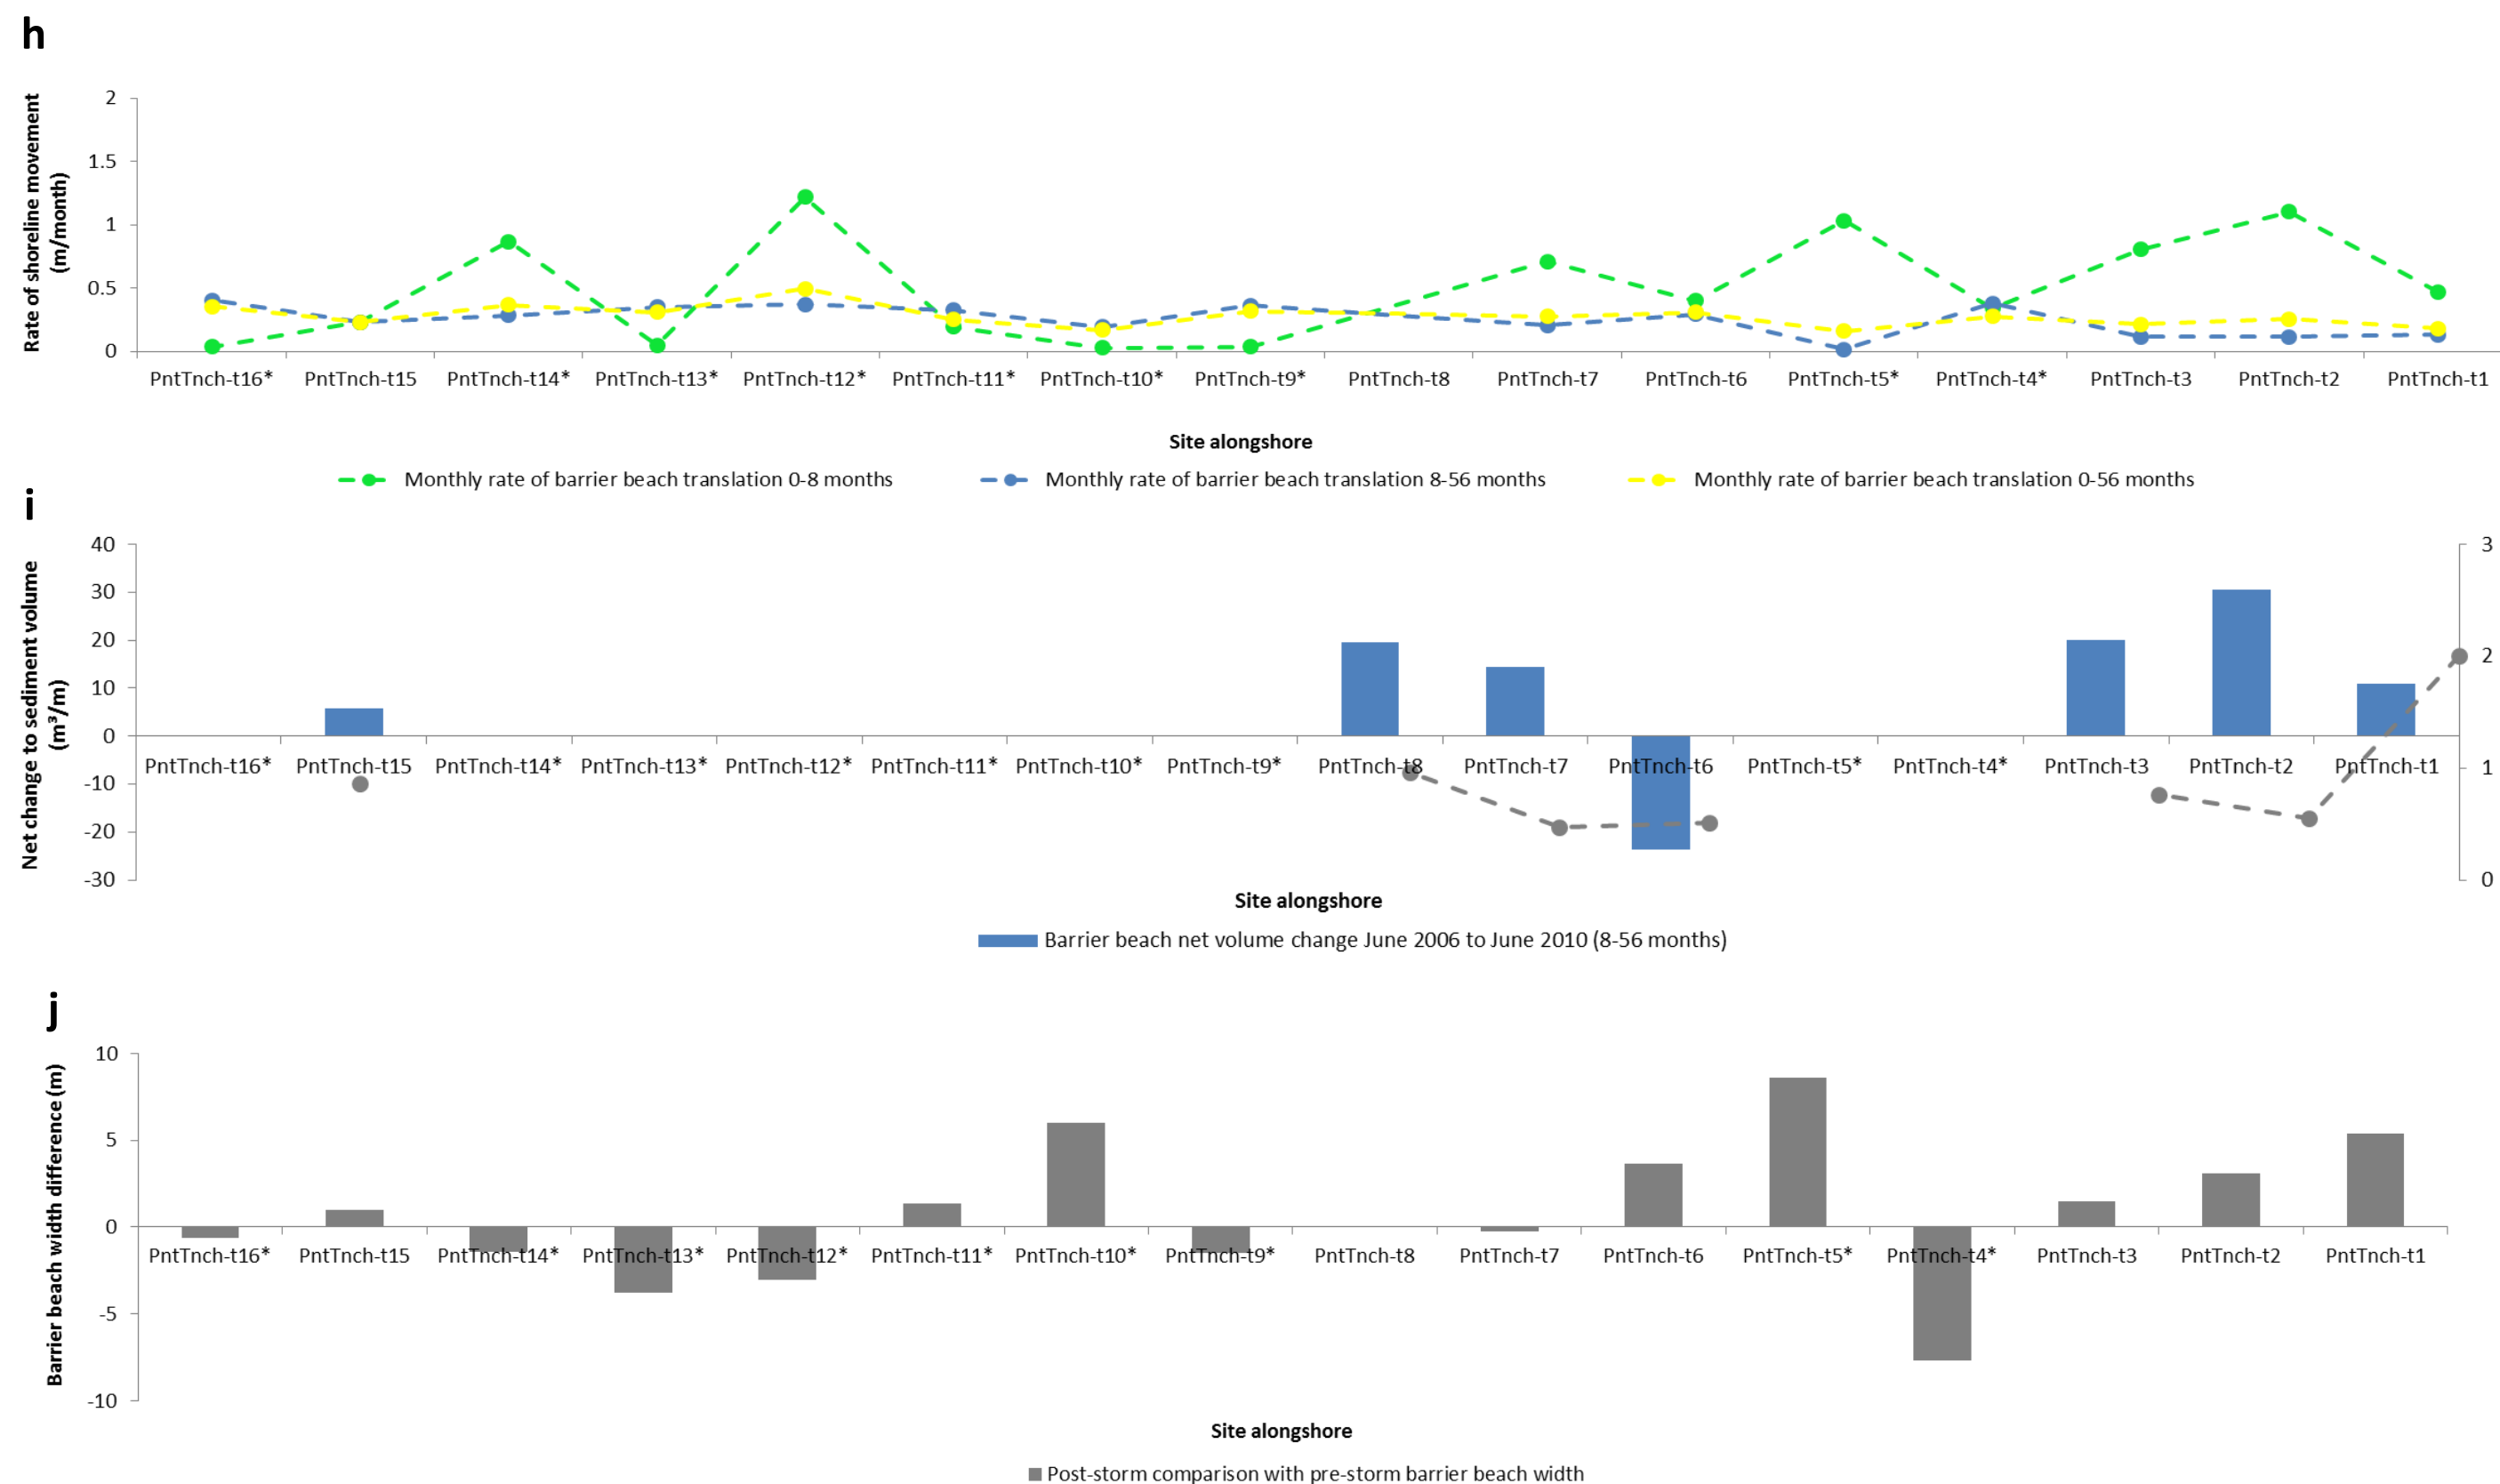 h
Rate of shoreline movement
(m/month)
2
1.5
1
0.5
0
PntTnch-t16* PntTnch-t15 PntTnch-t14* PntTnch-t13* PntTnch-t12* PntTnch-t11* PntTnch-t10* PntTnch-t9* PntTnch-t8 PntTnch-t7 PntTnch-t6 PntTnch-t5* PntTnch-t4* PntTnch-t3 PntTnch-t2 PntTnch-t1
Site alongshore
Monthly rate of barrier beach translation 0-8 months Monthly rate of barrier beach translation 8-56 months Monthly rate of barrier beach translation 0-56 months
i
Net change to sediment volume
(m³/m)
40
30
20
10
0
-10
-20
-30
3
2
1
0
PntTnch-t16* PntTnch-t15 PntTnch-t14* PntTnch-t13* PntTnch-t12* PntTnch-t11* PntTnch-t10* PntTnch-t9* PntTnch-t8 PntTnch-t7 PntTnch-t6 PntTnch-t5* PntTnch-t4* PntTnch-t3 PntTnch-t2 PntTnch-t1
Site alongshore
Barrier beach net volume change June 2006 to June 2010 (8-56 months)
j
Barrier beach width difference (m)
10
5
0
-5
-10
PntTnch-t16* PntTnch-t15 PntTnch-t14* PntTnch-t13* PntTnch-t12* PntTnch-t11* PntTnch-t10* PntTnch-t9* PntTnch-t8 PntTnch-t7 PntTnch-t6 PntTnch-t5* PntTnch-t4* PntTnch-t3 PntTnch-t2 PntTnch-t1
Site alongshore
Post-storm comparison with pre-storm barrier beach width